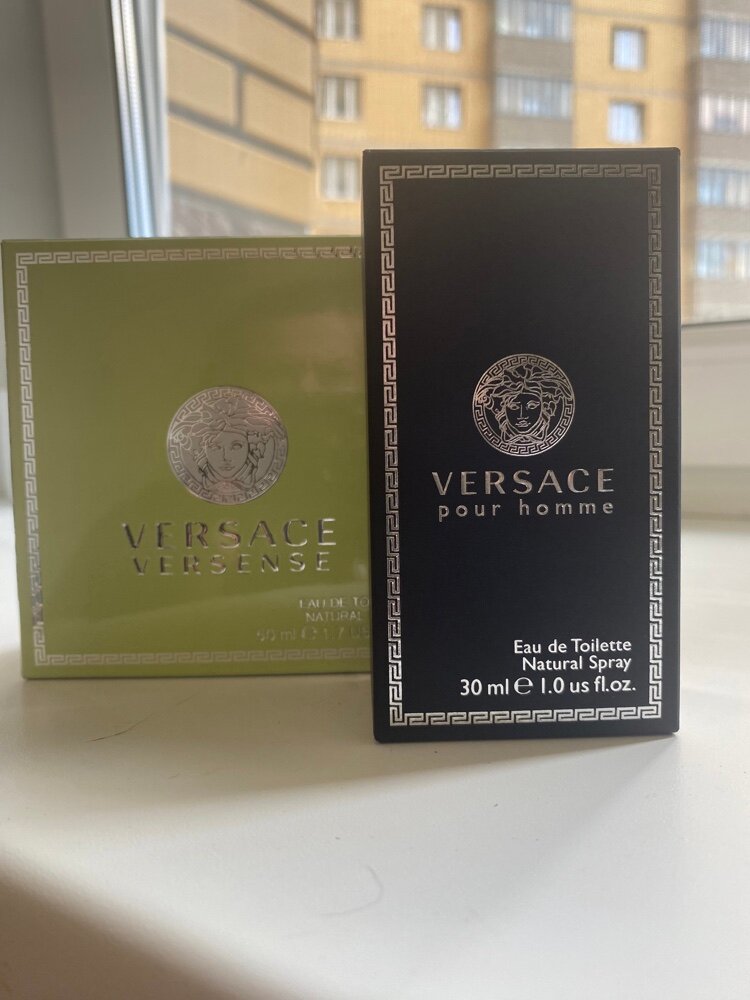 VERSACE
VERSENSE
EAU DE TO
NATURAL
VERSACE
pour homme
Eau de Toilette
Natural Spray
30 ml e 1.0 us fl.oz.